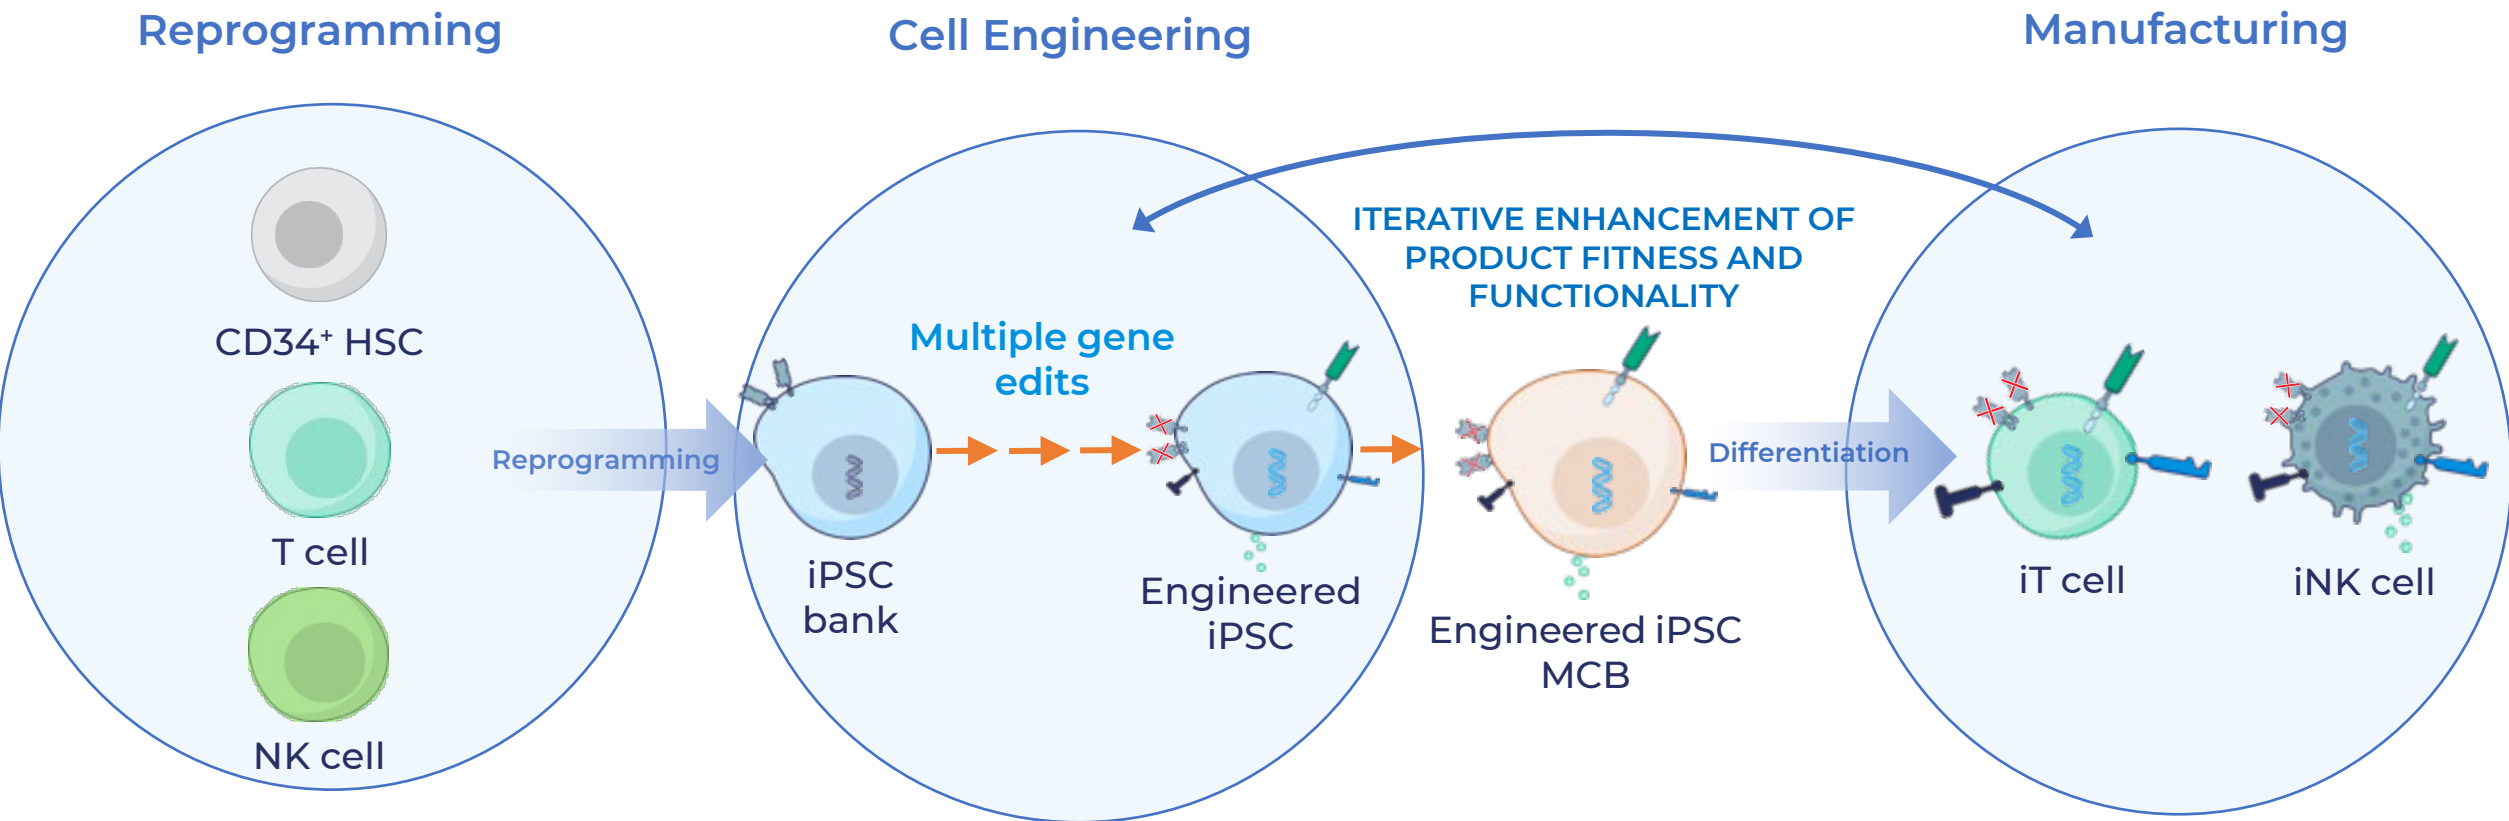 Reprogramming
Cell Engineering
Manufacturing
CD34⁺ HSC
T cell
NK cell
Reprogramming
Multiple gene
edits
iPSC
bank
Engineered
iPSC
ITERATIVE ENHANCEMENT OF
PRODUCT FITNESS AND
FUNCTIONALITY
Engineered iPSC
MCB
Differentiation
iT cell
iNK cell